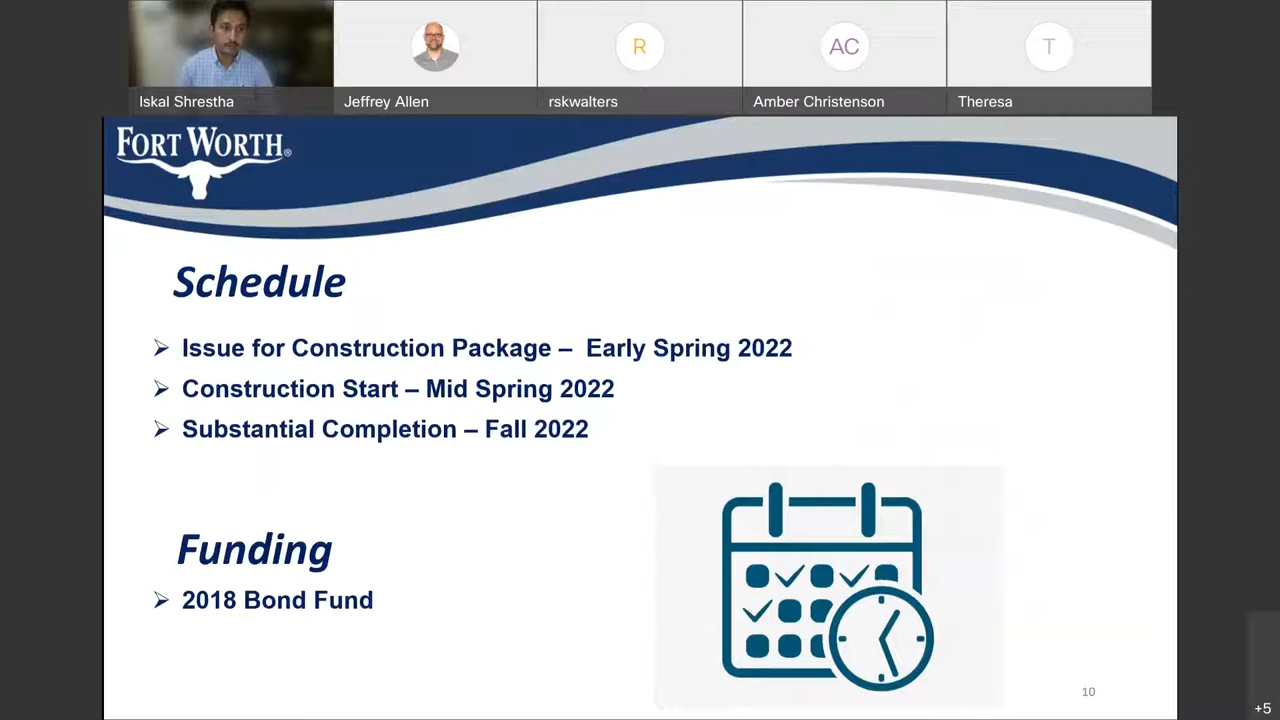 R
AC
T
Iskal Shrestha
Jeffrey Allen
rskwalters
Amber Christenson
Theresa
FORT WORTH®
Schedule
➢ Issue for Construction Package – Early Spring 2022
➢ Construction Start – Mid Spring 2022
➢ Substantial Completion – Fall 2022
Funding
➢ 2018 Bond Fund
10
+5